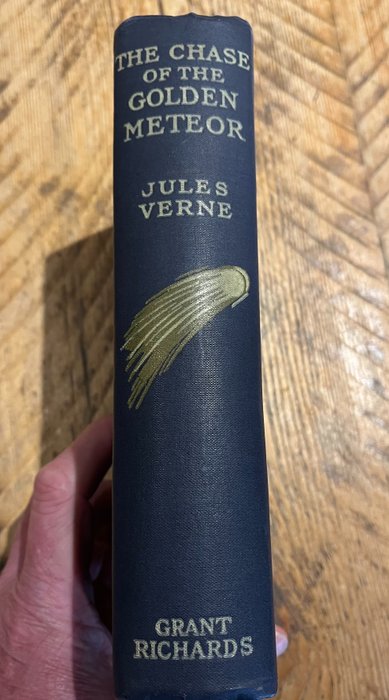 THE CHASE
OF THE
GOLDEN
METEOR
JULES
VERNE
GRANT
RICHARDS